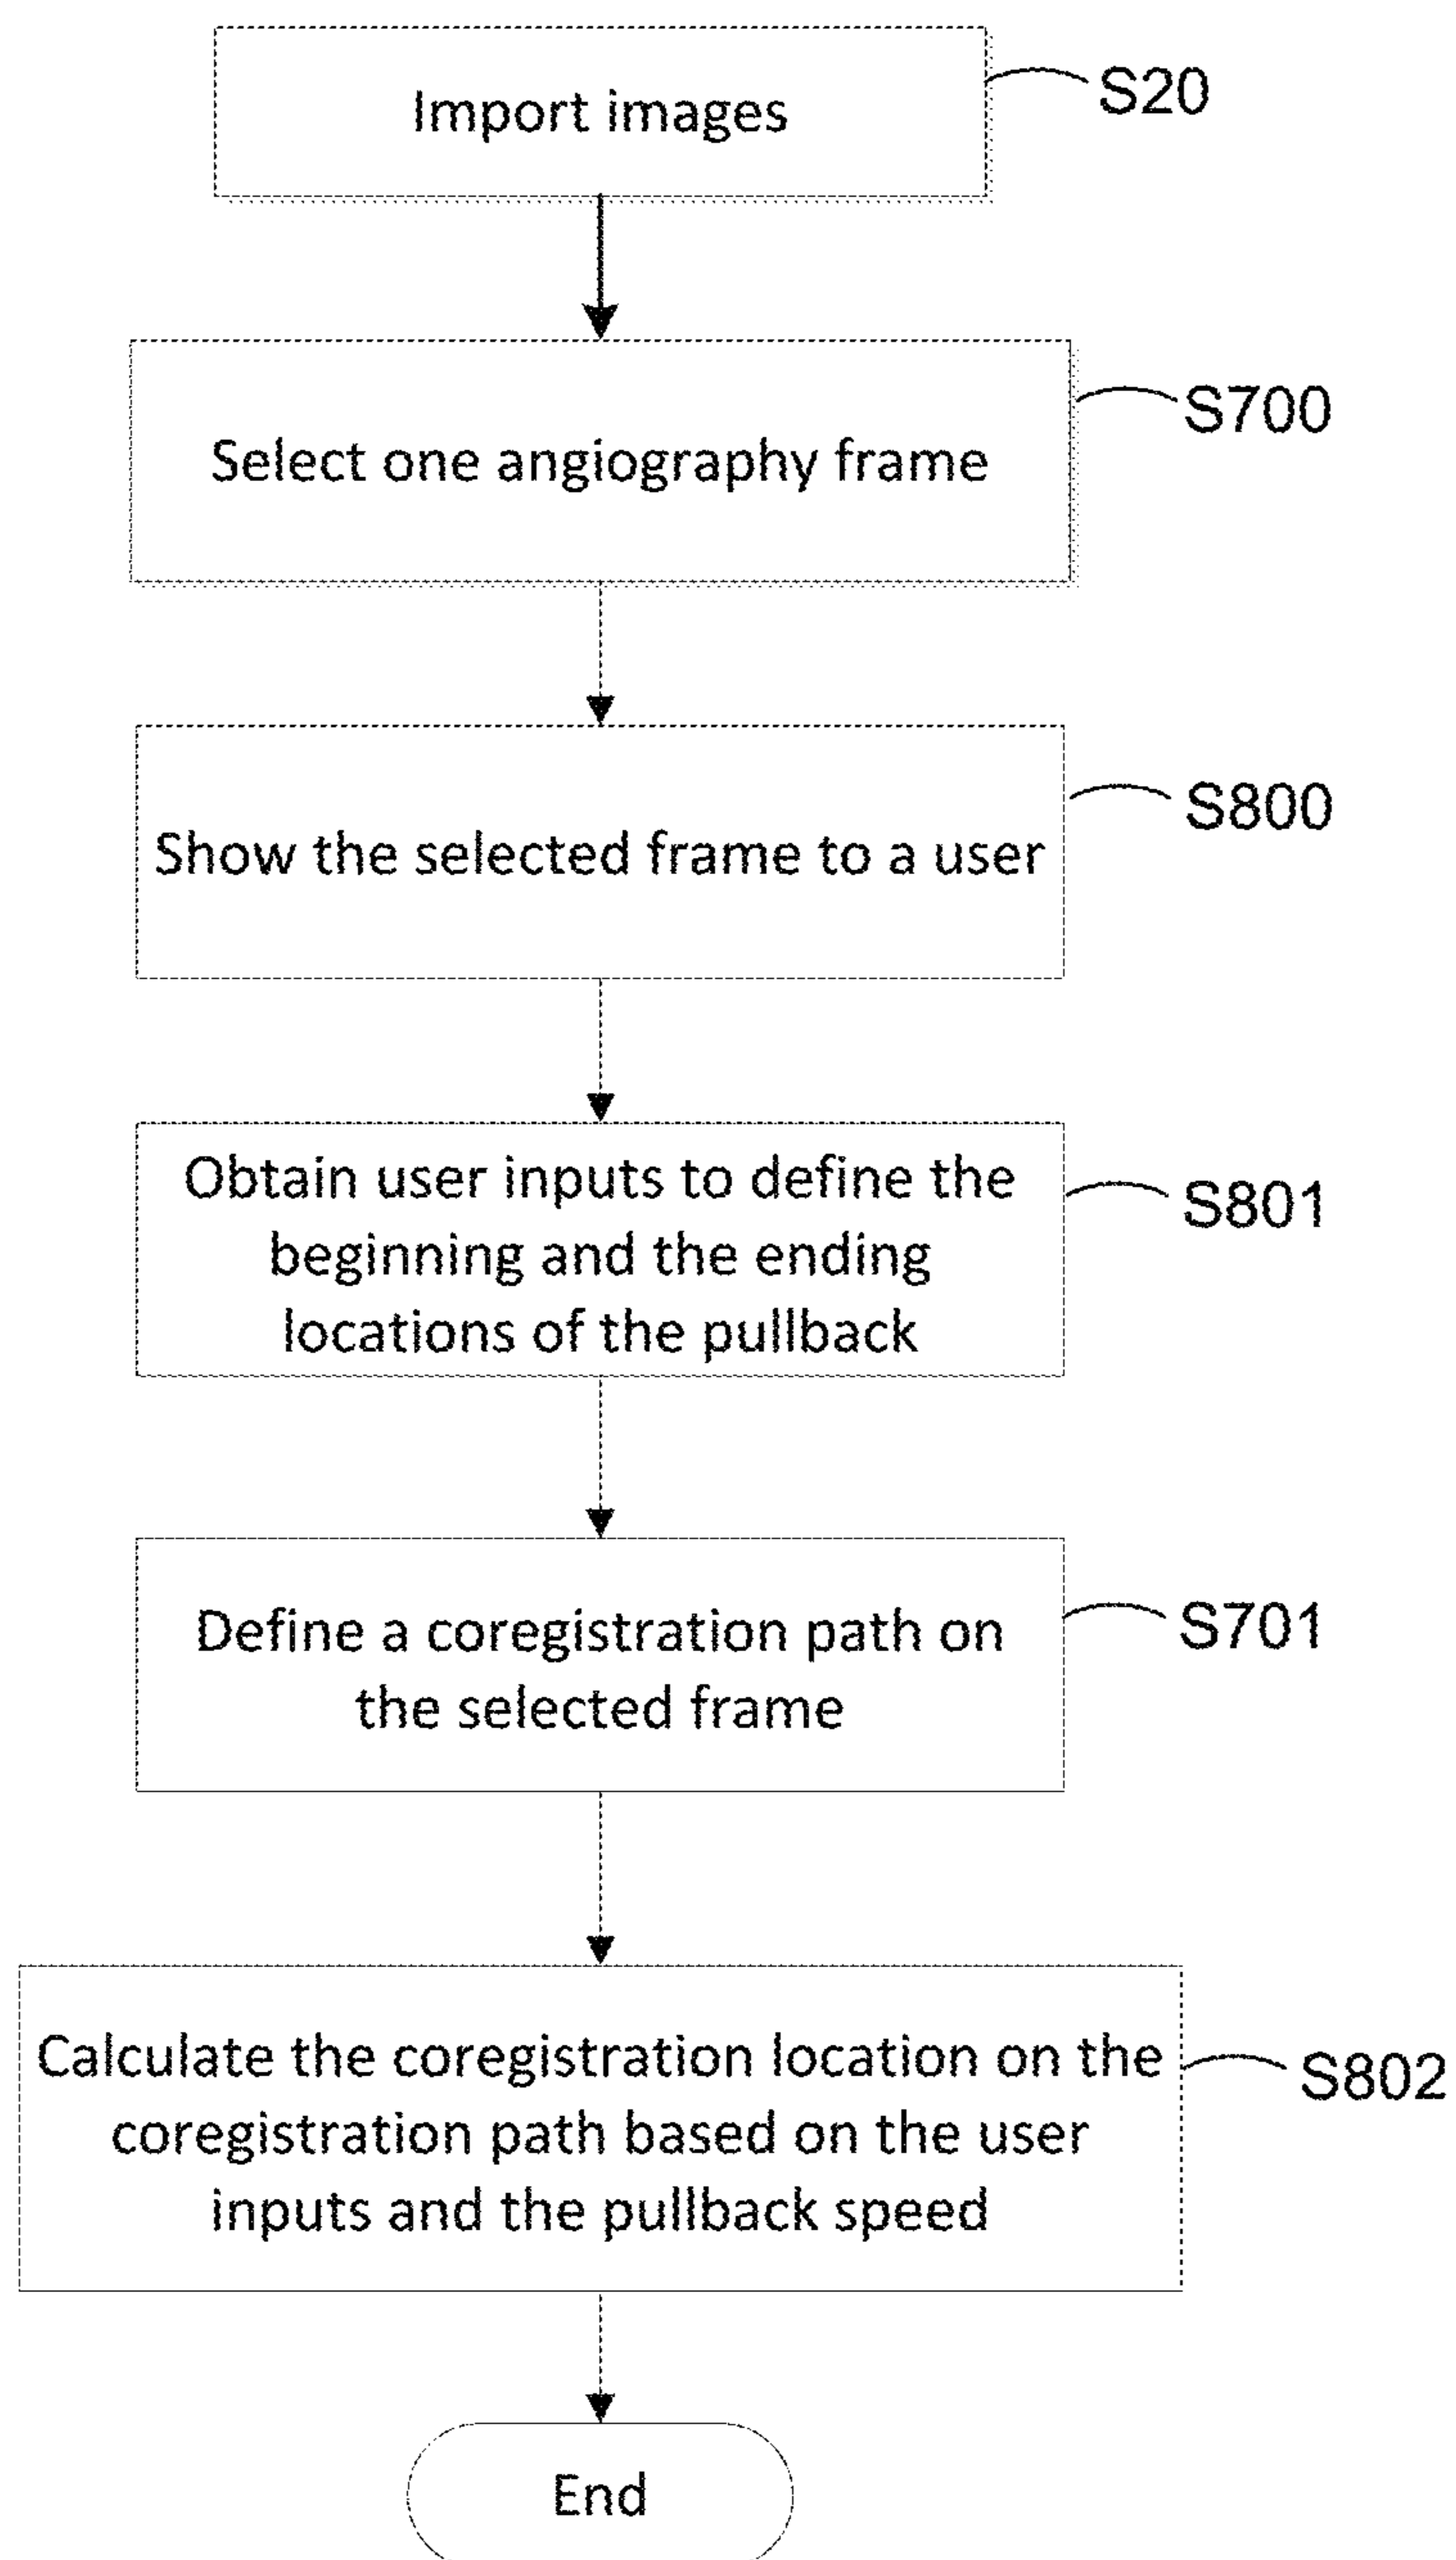 Import images
S20
Select one angiography frame
S700
Show the selected frame to a user
S800
Obtain user inputs to define the
beginning and the ending
locations of the pullback
S801
Define a coregistration path on
the selected frame
S701
Calculate the coregistration location on the
coregistration path based on the user
inputs and the pullback speed
S802
End